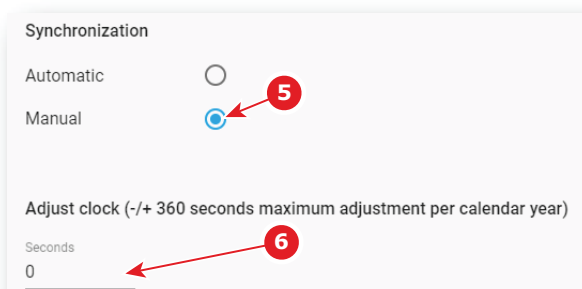 Synchronization
Automatic
5
Manual
Adjust clock (-/+ 360 seconds maximum adjustment per calendar year)
Seconds
6
0